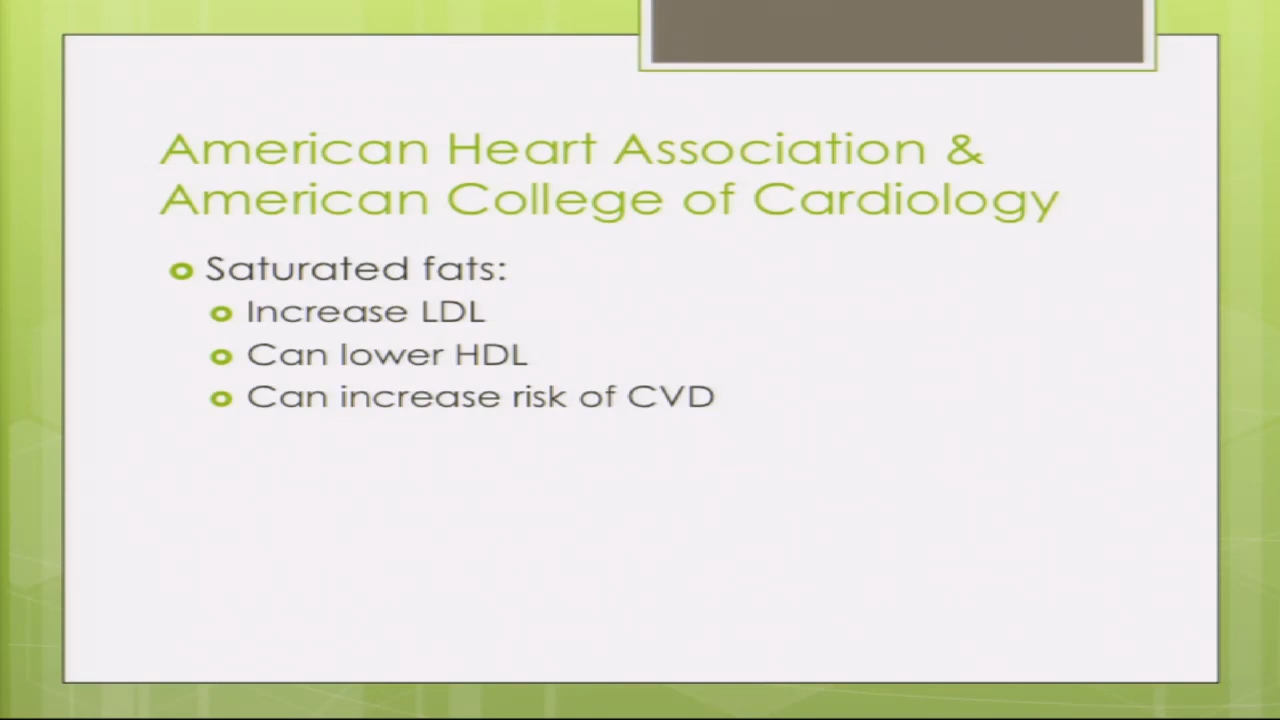 American Heart Association &
American College of Cardiology
Saturated fats:
Increase LDL
Can lower HDL
Can increase risk of CVD